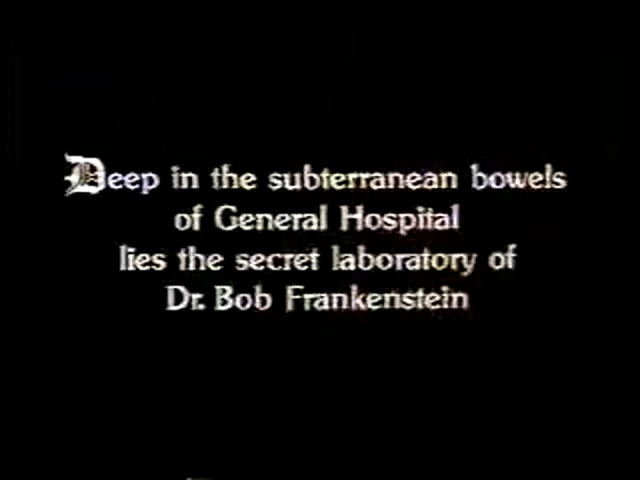 Deep in the subterranean bowels
of General Hospital
lies the secret laboratory of
Dr. Bob Frankenstein